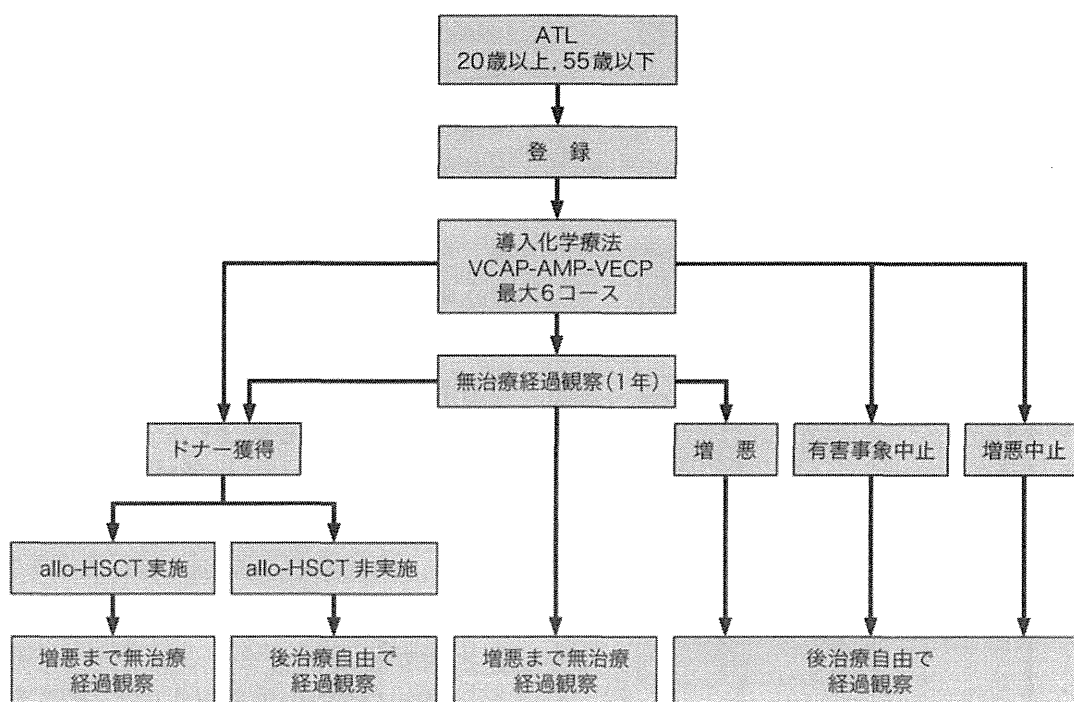 ATL
20歳以上，55歳以下
登　録
導入化学療法
VCAP-AMP-VECP
最大6コース
無治療経過観察（1年）
ドナー獲得
増　悪
有害事象中止
増悪中止
allo-HSCT 実施
allo-HSCT 非実施
増悪まで無治療
経過観察
後治療自由で
経過観察
増悪まで無治療
経過観察
後治療自由で
経過観察